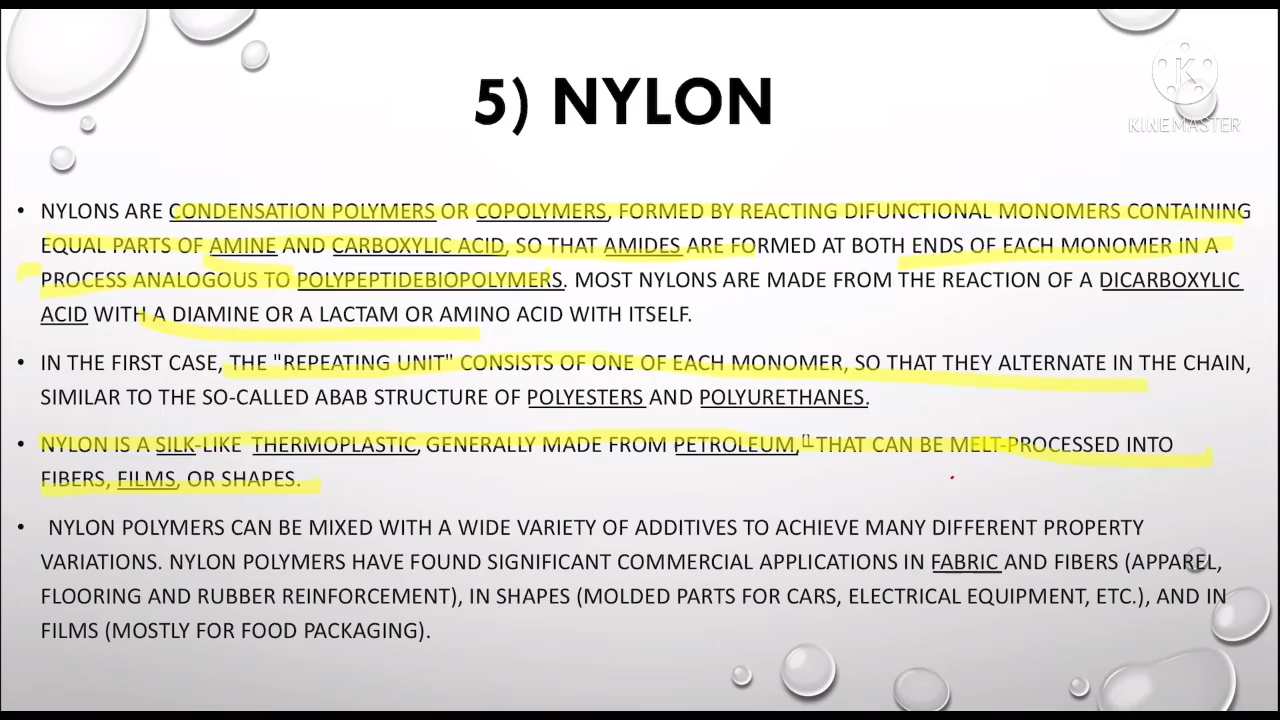 5) NYLON
KINEMASTER
• NYLONS ARE CONDENSATION POLYMERS OR COPOLYMERS, FORMED BY REACTING DIFUNCTIONAL MONOMERS CONTAINING
EQUAL PARTS OF AMINE AND CARBOXYLIC ACID, SO THAT AMIDES ARE FORMED AT BOTH ENDS OF EACH MONOMER IN A
PROCESS ANALOGOUS TO POLYPEPTIDEBIOPOLYMERS. MOST NYLONS ARE MADE FROM THE REACTION OF A DICARBOXYLIC
ACID WITH A DIAMINE OR A LACTAM OR AMINO ACID WITH ITSELF.
• IN THE FIRST CASE, THE "REPEATING UNIT" CONSISTS OF ONE OF EACH MONOMER, SO THAT THEY ALTERNATE IN THE CHAIN,
SIMILAR TO THE SO-CALLED ABAB STRUCTURE OF POLYESTERS AND POLYURETHANES.
• NYLON IS A SILK-LIKE THERMOPLASTIC, GENERALLY MADE FROM PETROLEUM, THAT CAN BE MELT-PROCESSED INTO
FIBERS, FILMS, OR SHAPES.
• NYLON POLYMERS CAN BE MIXED WITH A WIDE VARIETY OF ADDITIVES TO ACHIEVE MANY DIFFERENT PROPERTY
VARIATIONS. NYLON POLYMERS HAVE FOUND SIGNIFICANT COMMERCIAL APPLICATIONS IN FABRIC AND FIBERS (APPAREL,
FLOORING AND RUBBER REINFORCEMENT), IN SHAPES (MOLDED PARTS FOR CARS, ELECTRICAL EQUIPMENT, ETC.), AND IN
FILMS (MOSTLY FOR FOOD PACKAGING).